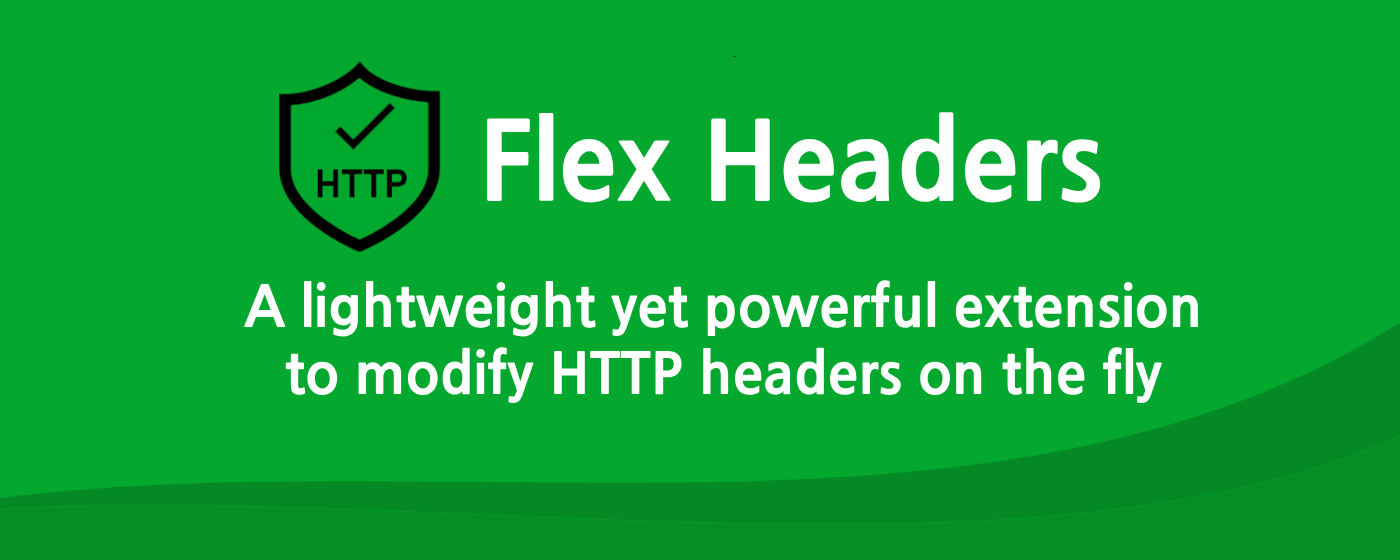 HTTP
Flex Headers
A lightweight yet powerful extension
to modify HTTP headers on the fly